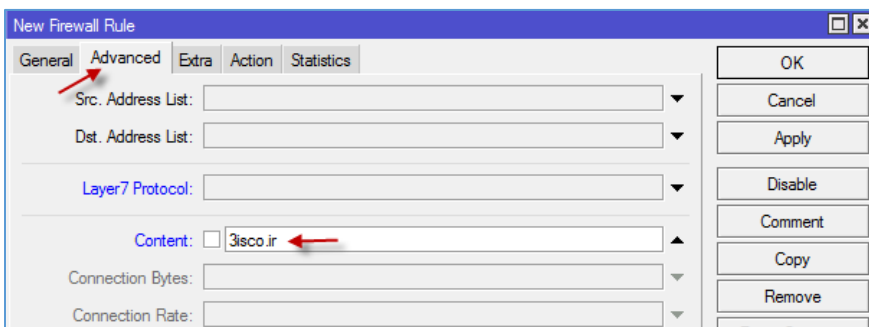 New Firewall Rule
General Advanced Extra Action Statistics
OK
Src. Address List:
Cancel
Dst. Address List:
Apply
Layer7 Protocol:
Disable
Comment
Content: 3isco.ir
Copy
Connection Bytes:
Remove
Connection Rate: